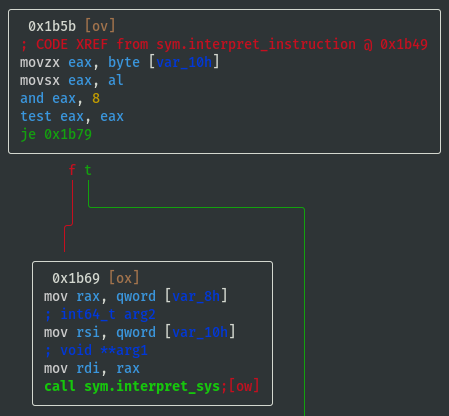 0x1b5b [ov]
; CODE XREF from sym.interpret_instruction @ 0x1b49
movzx eax, byte [var_10h]
movsx eax, al
and eax, 8
test eax, eax
je 0x1b79
f t
0x1b69 [ox]
mov rax, qword [var_8h]
; int64_t arg2
mov rsi, qword [var_10h]
; void **arg1
mov rdi, rax
call sym.interpret_sys;[ow]